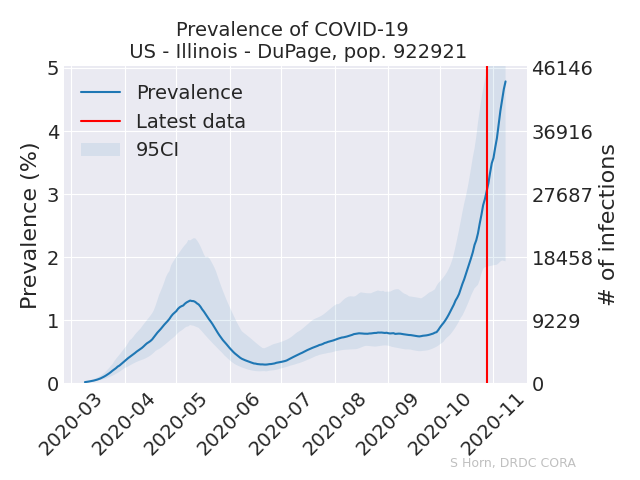 Prevalence of COVID-19
US - Illinois - DuPage, pop. 922921
Prevalence
Latest data
95CI
Prevalence (%)
5
4
3
2
1
0
46146
36916
27687
18458
9229
0
# of infections
2020-03
2020-04
2020-05
2020-06
2020-07
2020-08
2020-09
2020-10
2020-11
S Horn, DRDC CORA